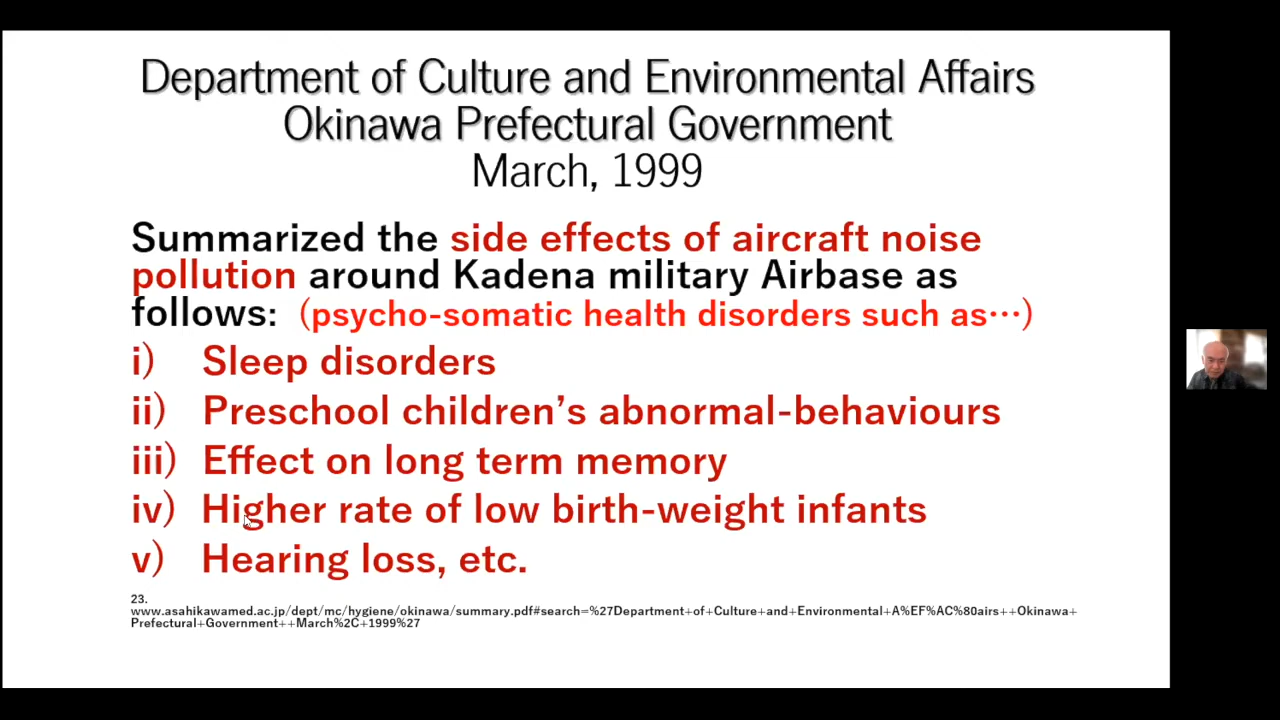 Department of Culture and Environmental Affairs
Okinawa Prefectural Government
March, 1999
Summarized the side effects of aircraft noise
pollution around Kadena military Airbase as
follows: (psycho-somatic health disorders such as⋯)
i) Sleep disorders
ii) Preschool children’s abnormal-behaviours
iii) Effect on long term memory
iv) Higher rate of low birth-weight infants
v) Hearing loss, etc.
23.
www.asahikawamed.ac.jp/dept/mc/hygiene/okinawa/summary.pdf#search=%27Department+of+Culture+and+Environmental+A%EF%AC%80airs++Okinawa+
Prefectural+Government++March%2C+1999%27